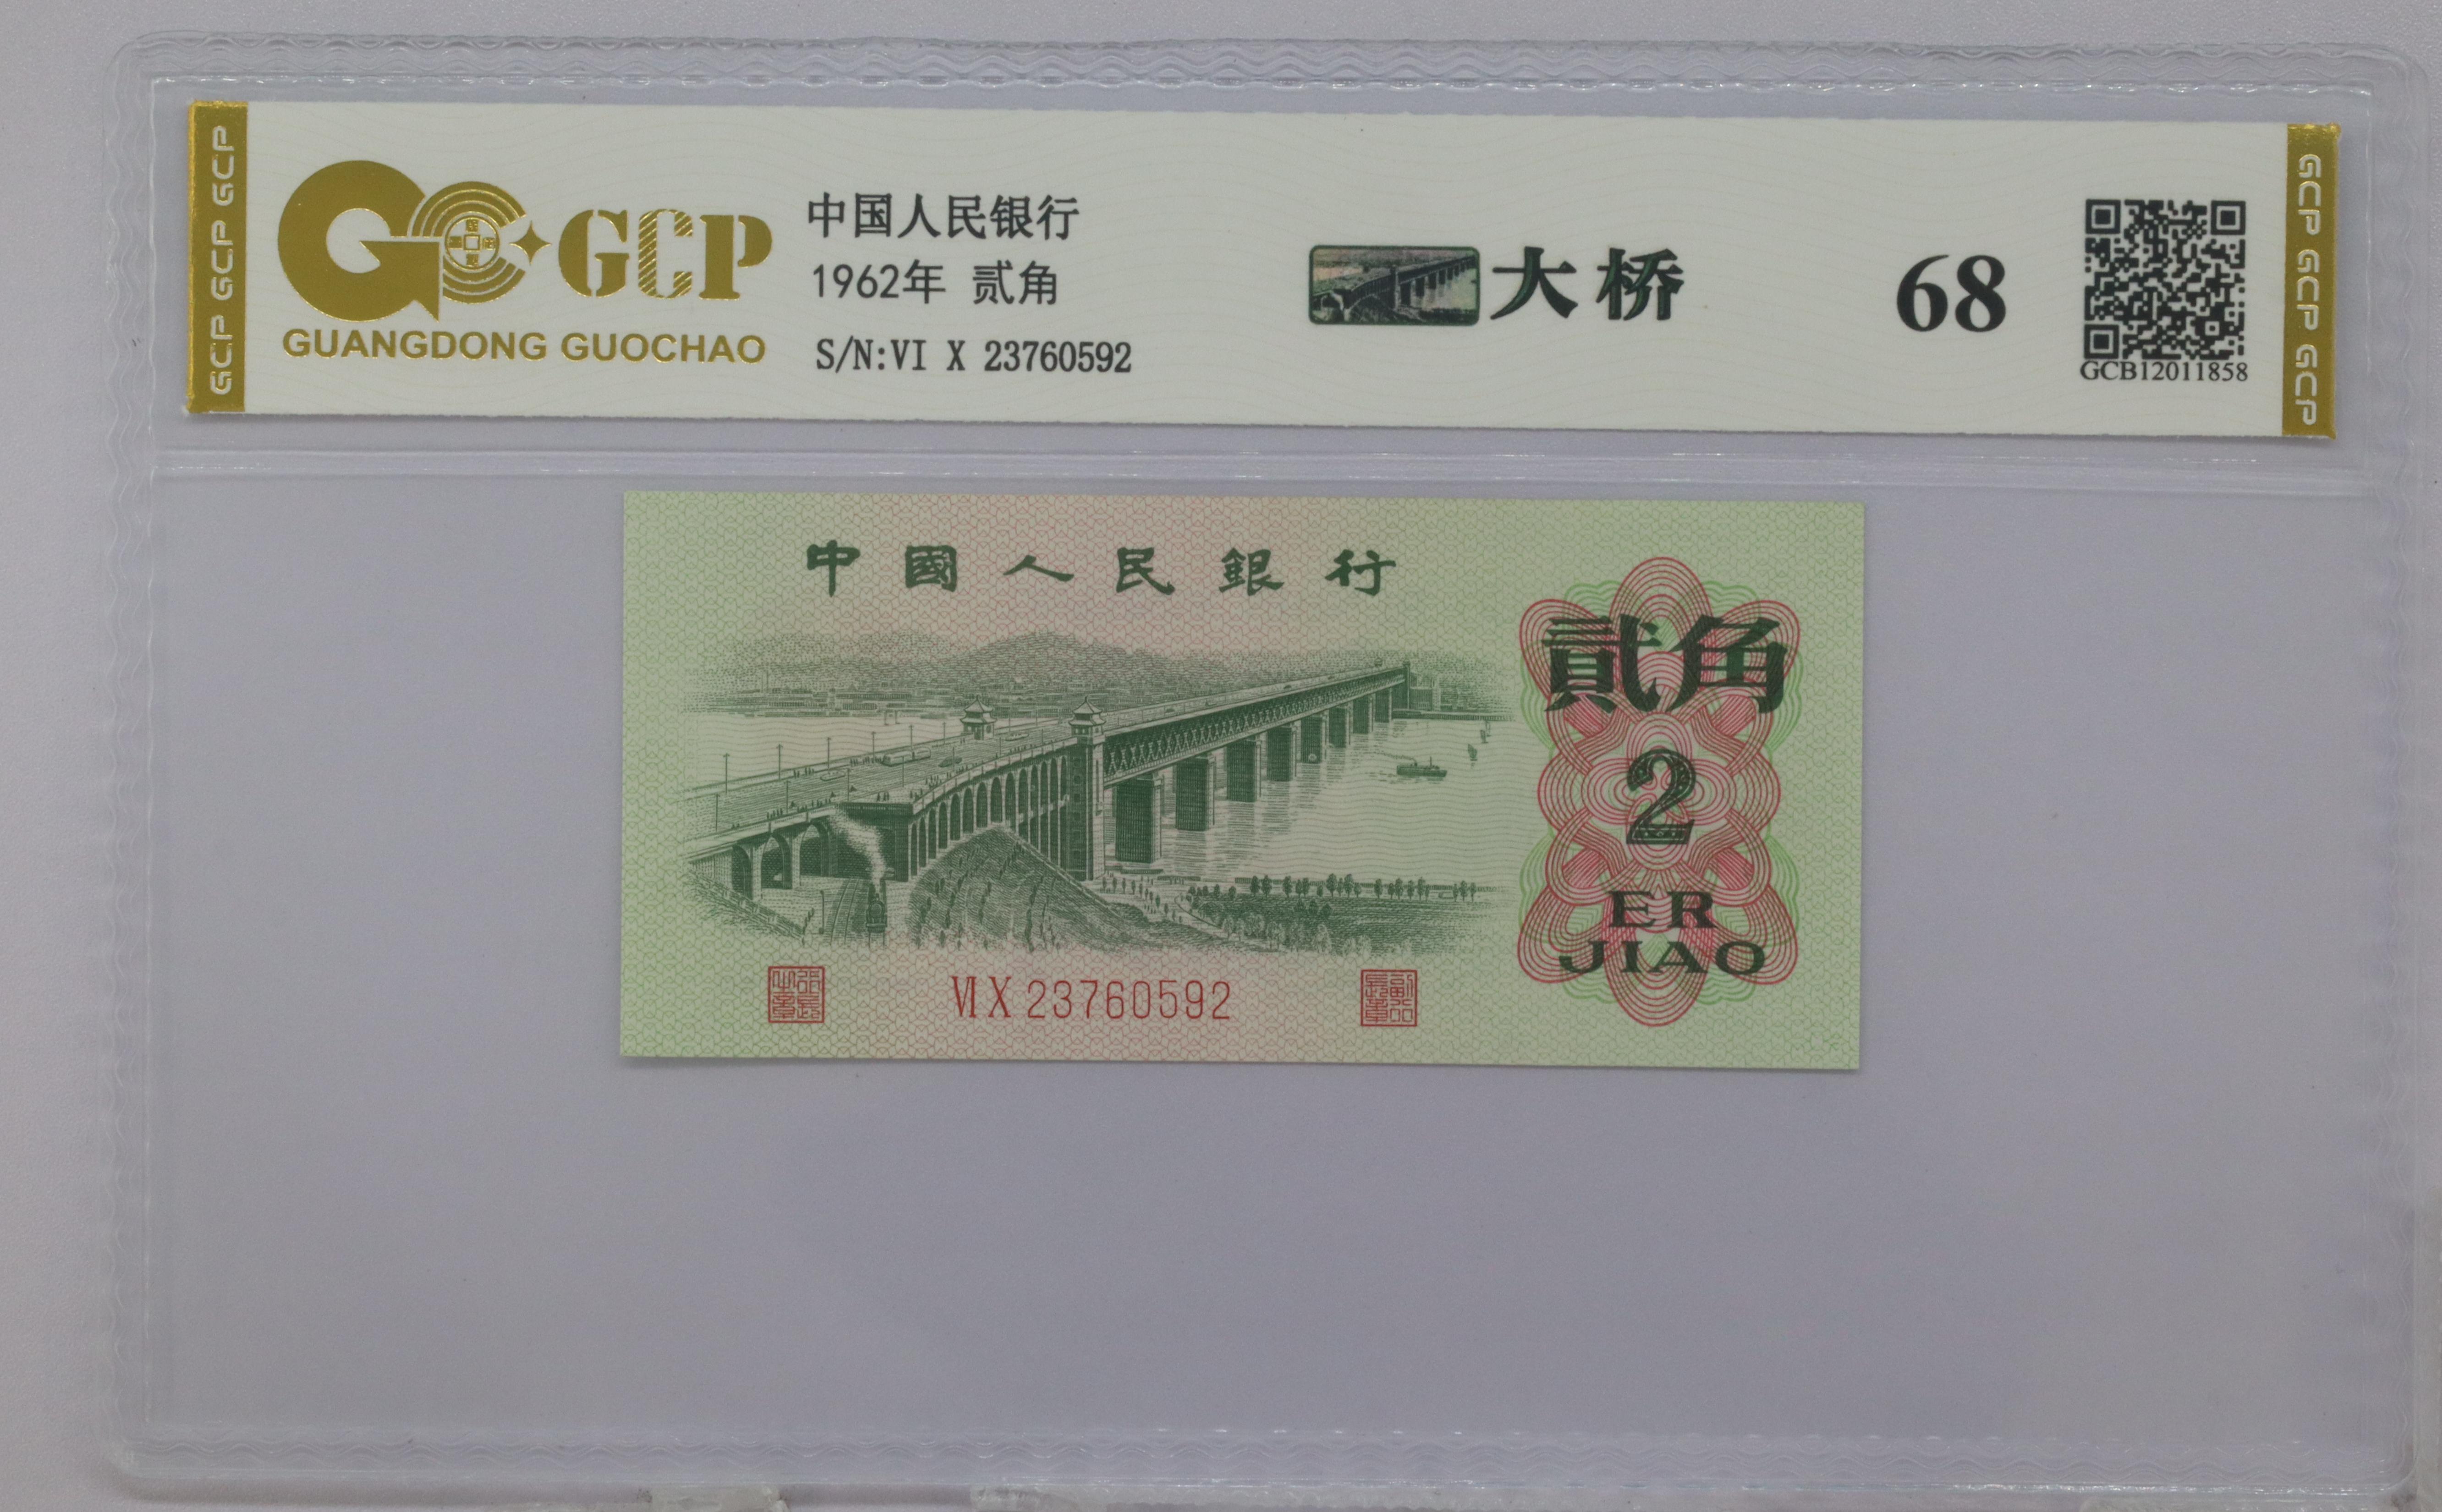 GCP GCP GCP
GCP
GUANGDONG GUOCHAO
中国人民银行
1962年 贰角
S/N:VI X 23760592
大桥
68
GCB12011858
GCP GCP GCP
中國人民銀行
貳角
2
ER
JIAO
VI X 23760592